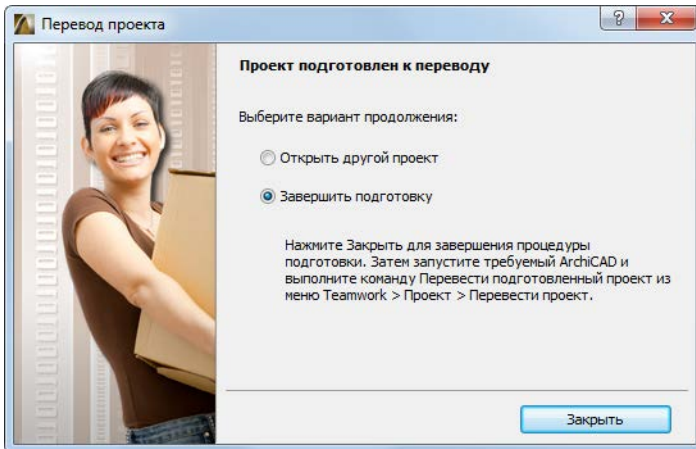 Перевод проекта
Проект подготовлен к переводу
Выберите вариант продолжения:
Открыть другой проект
Завершить подготовку
Нажмите Закрыть для завершения процедуры
подготовки. Затем запустите требуемый ArchiCAD и
выполните команду Перевести подготовленный проект из
меню Teamwork > Проект > Перевести проект.
Закрыть